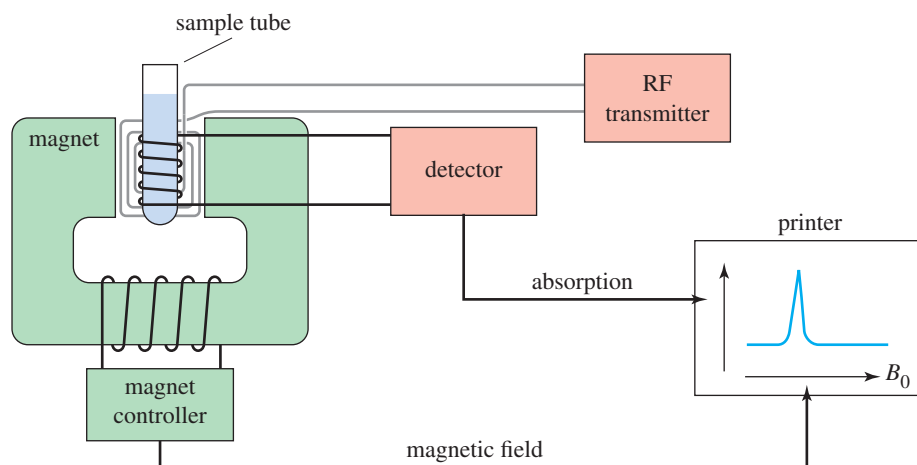 sample tube
RF
transmitter
magnet
detector
printer
absorption
B₀
magnet
controller
magnetic field